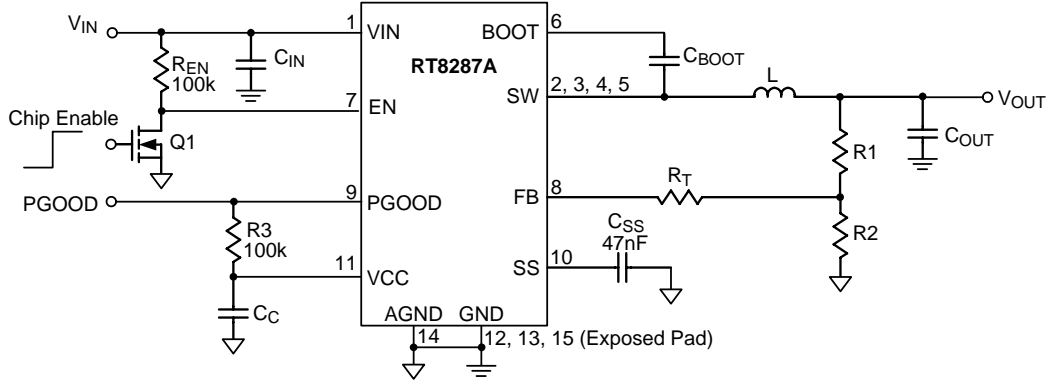 VIN
1
VIN
BOOT
6
REN
100k
CIN
RT8287A
CBOOT
L
7
EN
SW
2, 3, 4, 5
VOUT
Chip Enable
Q1
COUT
R1
PGOOD
9
PGOOD
FB
8
RT
R3
100k
CSS
47nF
R2
11
VCC
SS
10
CC
AGND
GND
14
12, 13, 15 (Exposed Pad)